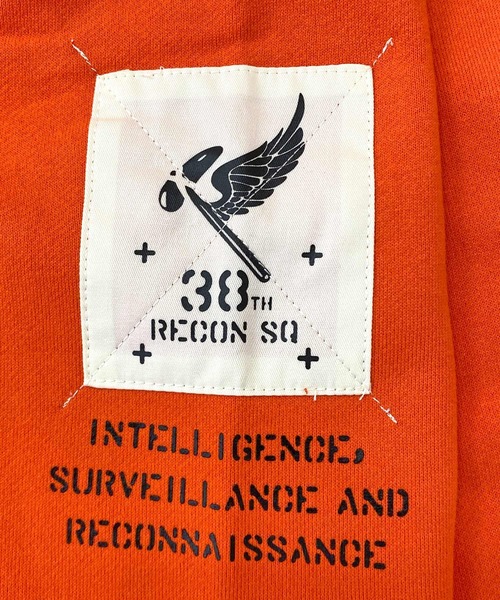 38TH
RECON SQ
INTELLIGENCE,
SURVEILLANCE AND
RECONNAISSANCE